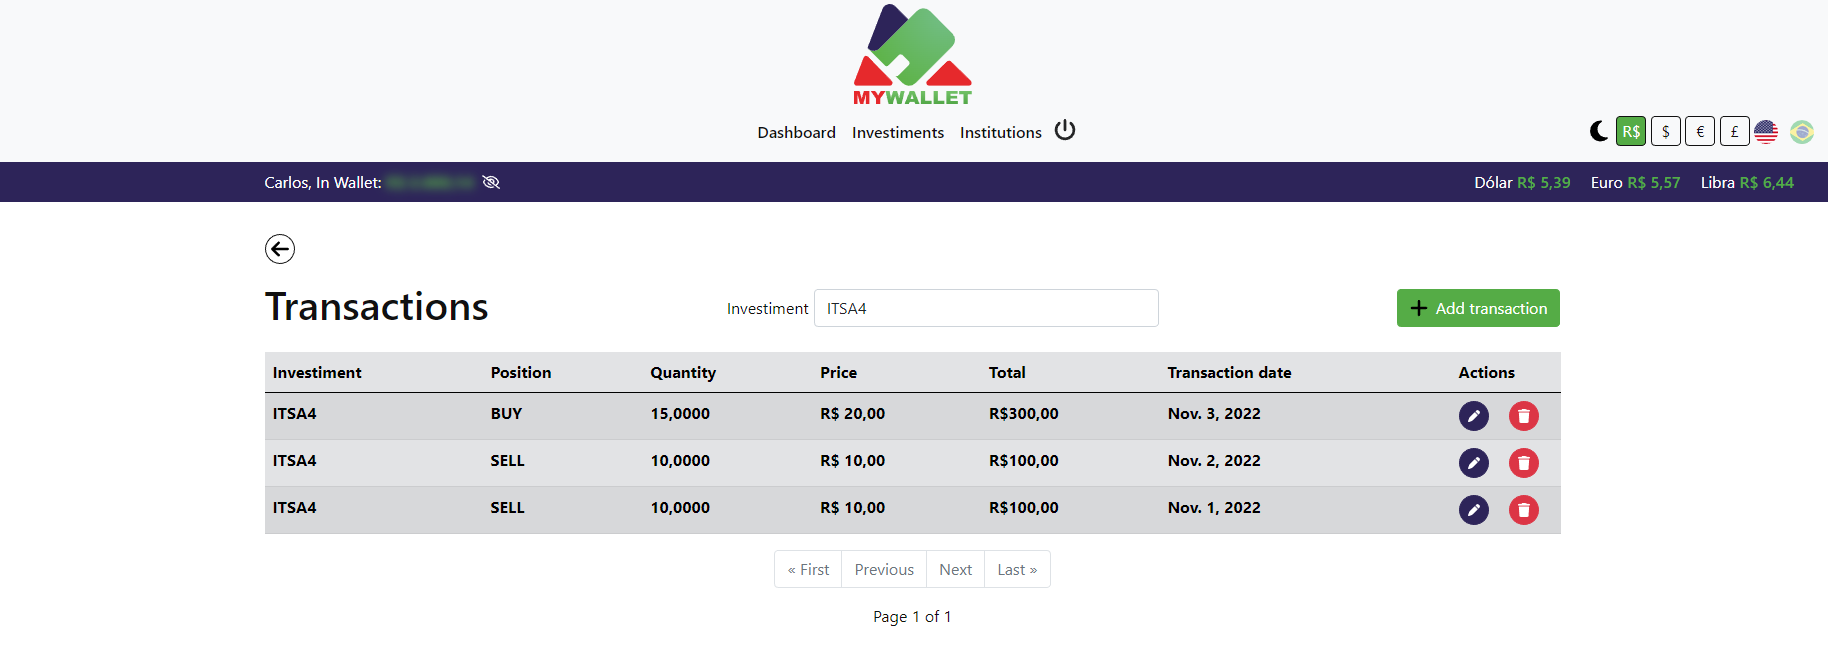 MYWALLET
Dashboard Investiments Institutions
R$ $ € £
Carlos, In Wallet:
Dólar R$ 5,39 Euro R$ 5,57 Libra R$ 6,44
Transactions Investiment ITSA4 Add transaction
Investiment Position Quantity Price Total Transaction date Actions
ITSA4 BUY 15,0000 R$ 20,00 R$300,00 Nov. 3, 2022
ITSA4 SELL 10,0000 R$ 10,00 R$100,00 Nov. 2, 2022
ITSA4 SELL 10,0000 R$ 10,00 R$100,00 Nov. 1, 2022
« First Previous Next Last »
Page 1 of 1